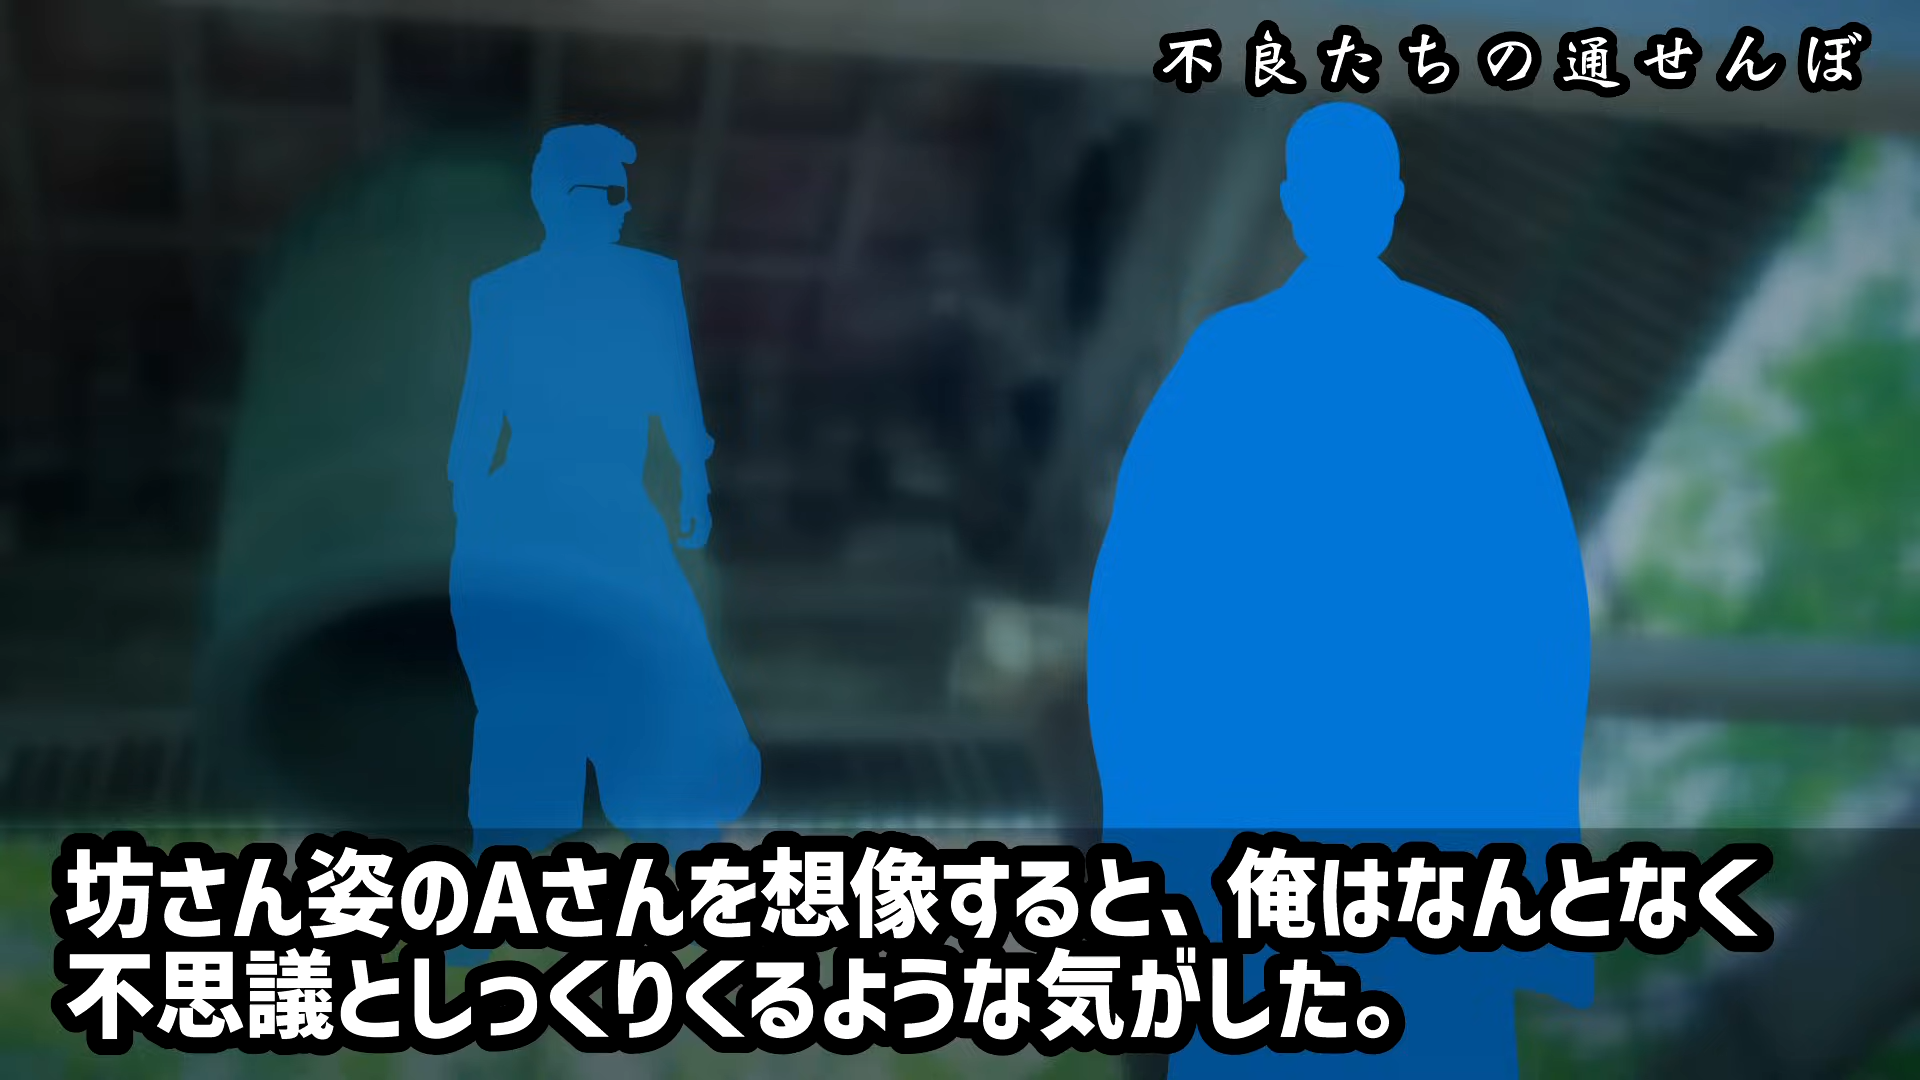 不良たちの通せんぼ
坊さん姿のAさんを想像すると、俺はなんとなく
不思議としっくりくるような気がした。